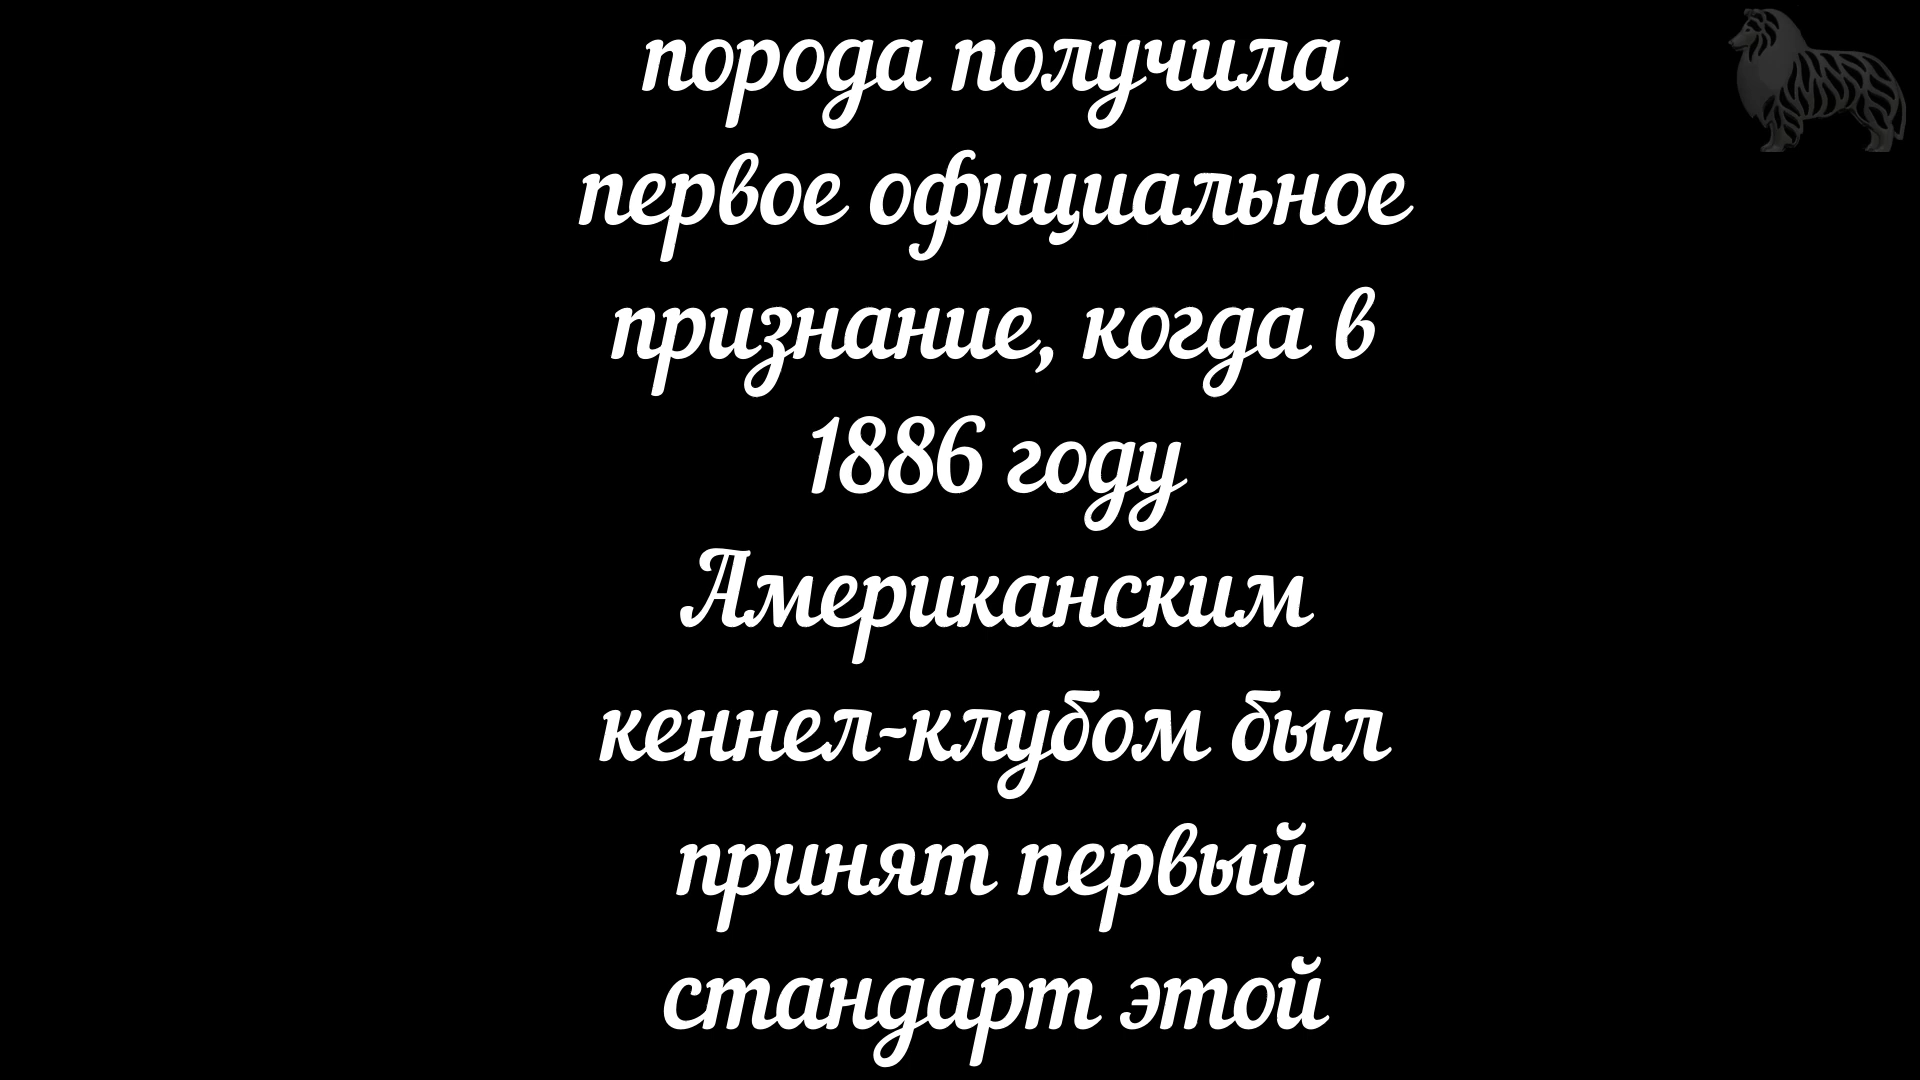 порода получила
первое официальное
признание, когда в
1886 году
Американским
кеннел-клубом был
принят первый
стандарт этой